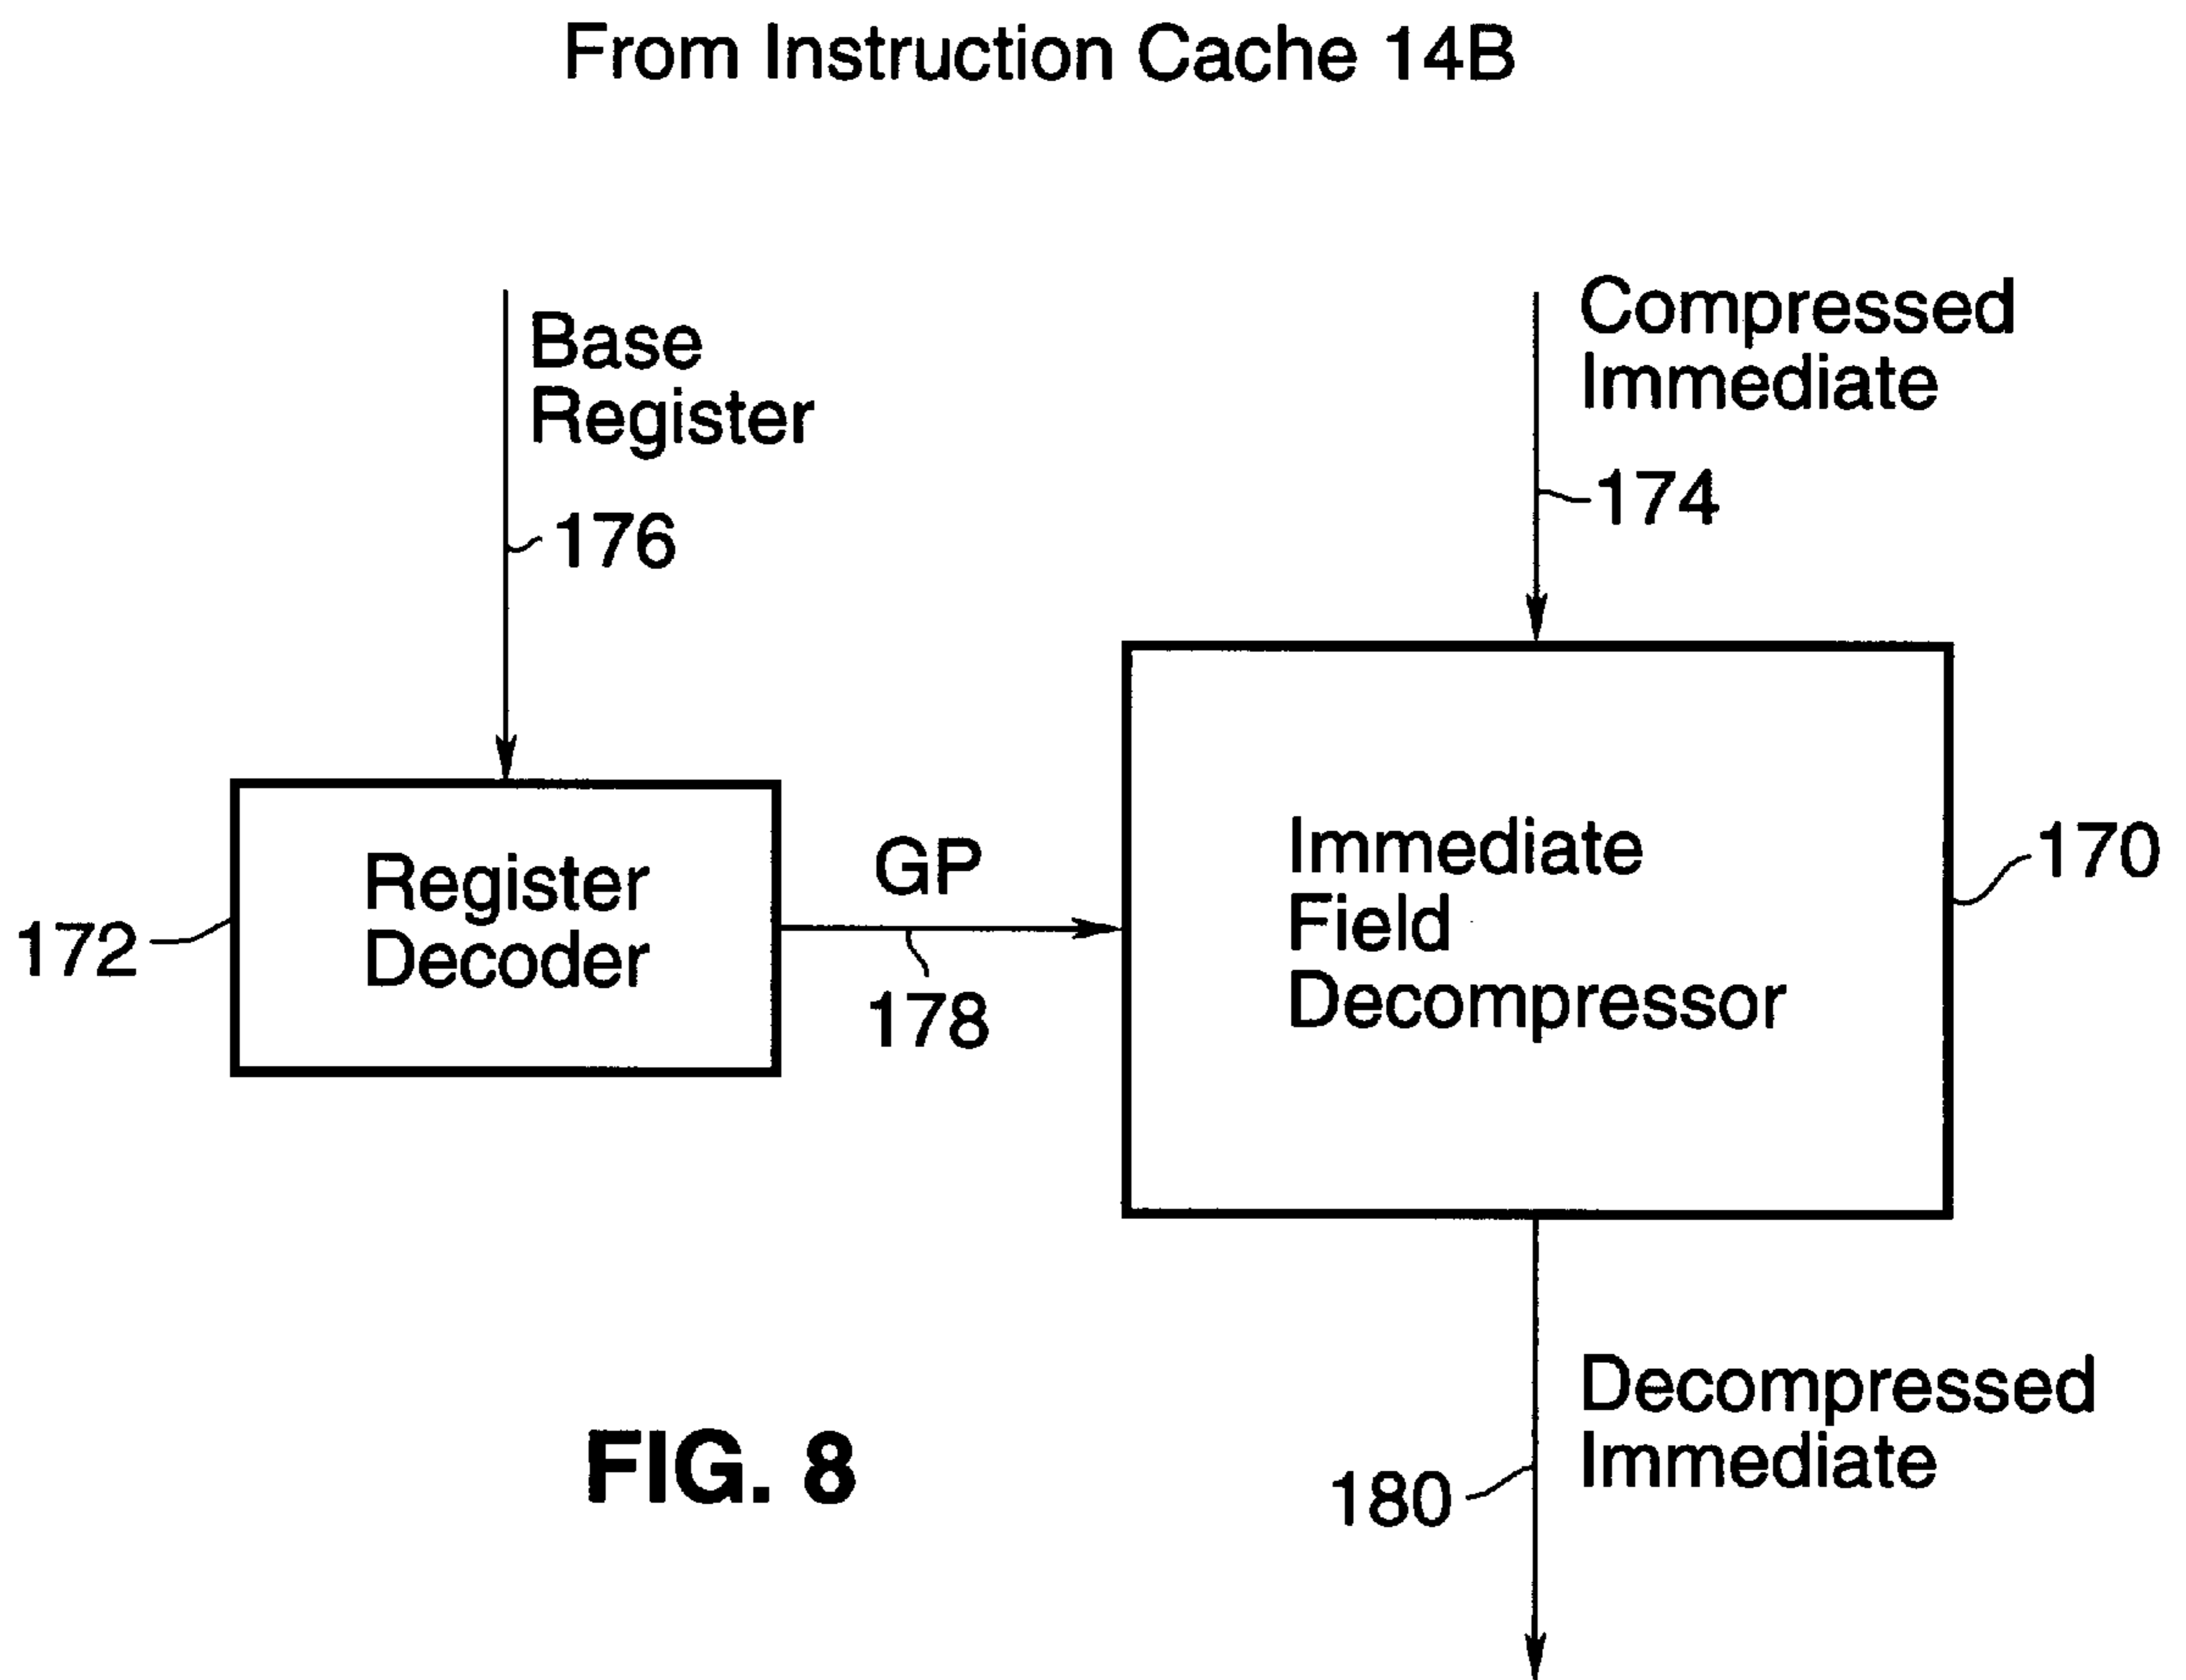 From Instruction Cache 14B
Base
Register
176
Compressed
Immediate
174
Register
Decoder
172
GP
178
Immediate
Field
Decompressor
170
Decompressed
Immediate
180
FIG. 8